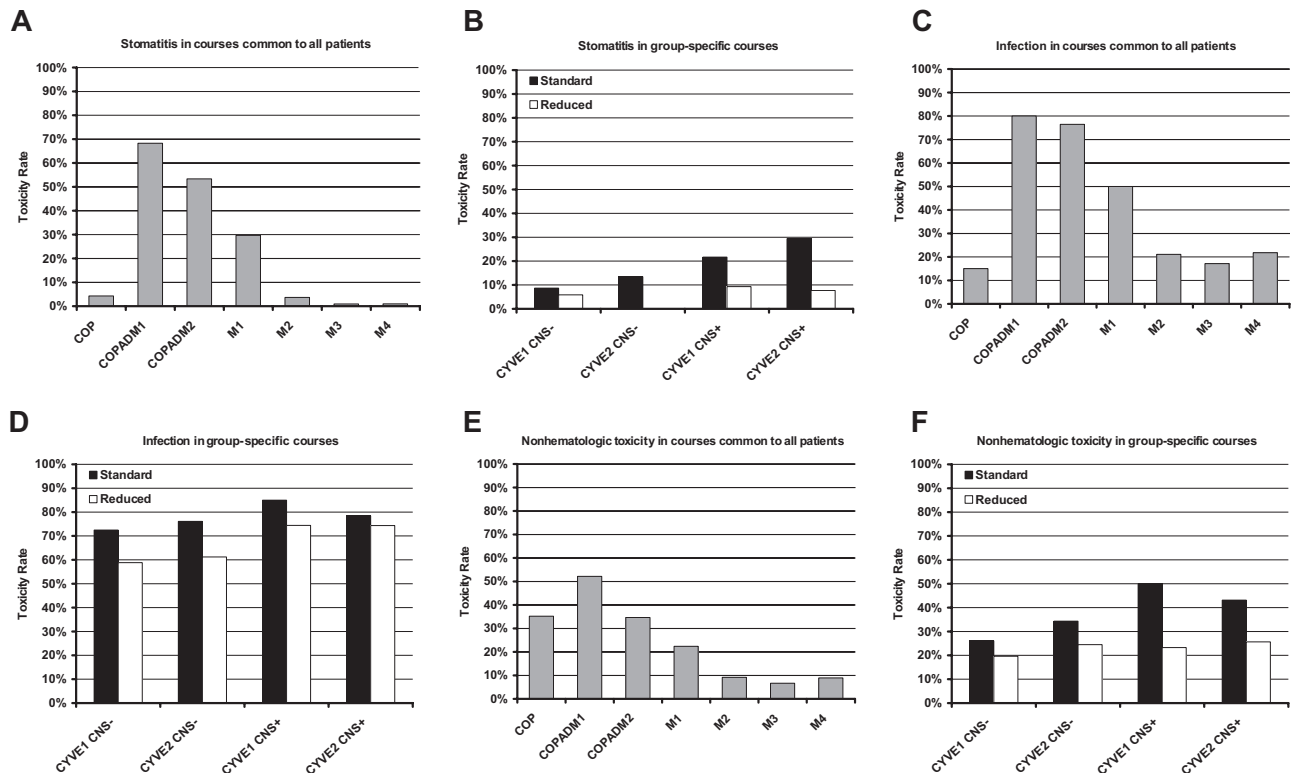 A
Stomatitis in courses common to all patients
Toxicity Rate
100%
90%
80%
70%
60%
50%
40%
30%
20%
10%
0%
COP
COPADM1
COPADM2
M1
M2
M3
M4
B
Stomatitis in group-specific courses
Toxicity Rate
100%
90%
80%
70%
60%
50%
40%
30%
20%
10%
0%
Standard
Reduced
CYVE1 CNS-
CYVE2 CNS-
CYVE1 CNS+
CYVE2 CNS+
C
Infection in courses common to all patients
Toxicity Rate
100%
90%
80%
70%
60%
50%
40%
30%
20%
10%
0%
COP
COPADM1
COPADM2
M1
M2
M3
M4
D
Infection in group-specific courses
Toxicity Rate
100%
90%
80%
70%
60%
50%
40%
30%
20%
10%
0%
Standard
Reduced
CYVE1 CNS-
CYVE2 CNS-
CYVE1 CNS+
CYVE2 CNS+
E
Nonhematologic toxicity in courses common to all patients
Toxicity Rate
100%
90%
80%
70%
60%
50%
40%
30%
20%
10%
0%
COP
COPADM1
COPADM2
M1
M2
M3
M4
F
Nonhematologic toxicity in group-specific courses
Toxicity Rate
100%
90%
80%
70%
60%
50%
40%
30%
20%
10%
0%
Standard
Reduced
CYVE1 CNS-
CYVE2 CNS-
CYVE1 CNS+
CYVE2 CNS+